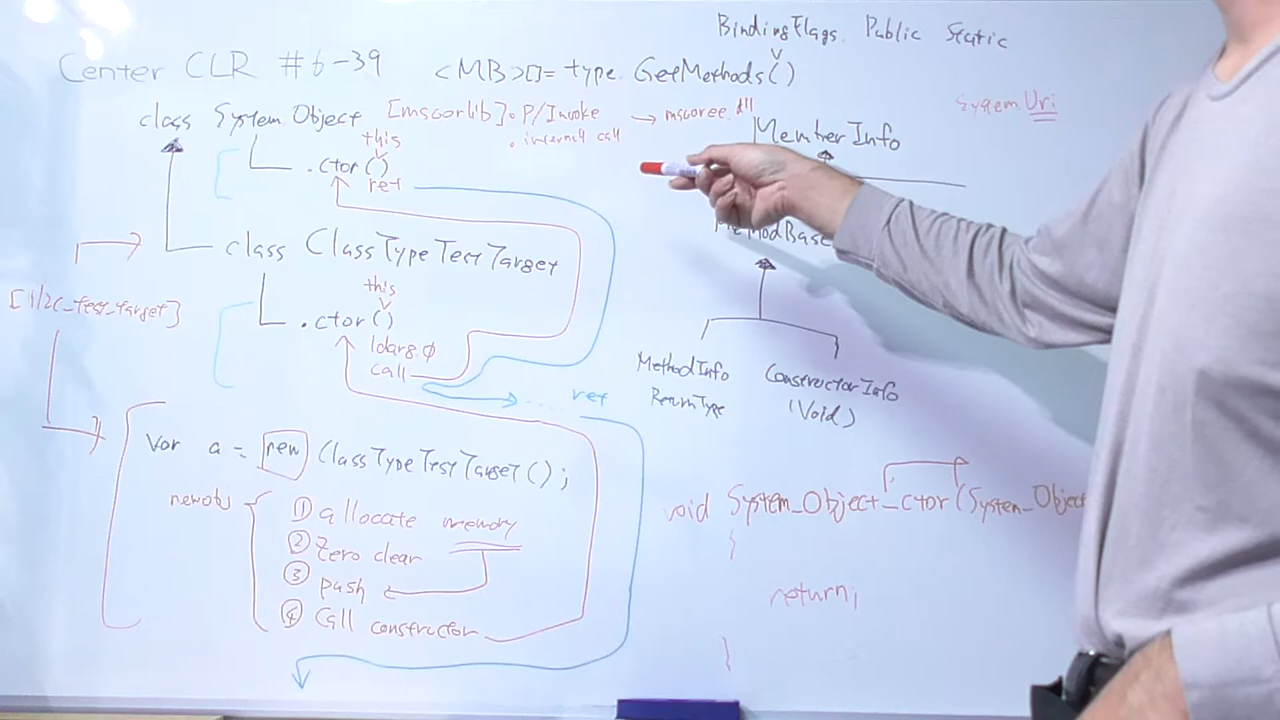 BindingFlags. Public Static
Center CLR #6-39
<MB>[]= type. GetMethods()
class System.Object [mscorlib]. P/Invoke → mscoree.dll
. internal call
System.Uri
MemberInfo
this
.ctor()
ret
MethodBase
class ClassTypeTestTarget
this
.ctor()
ldarg.0
call
ret
MethodInfo
ReturnType
ConstructorInfo
(Void)
var a = new ClassTypeTestTarget();
newobj
① allocate memory
② Zero clear
③ push
④ Call constructor
void System_Object_ctor(System_Object
{
return;
}